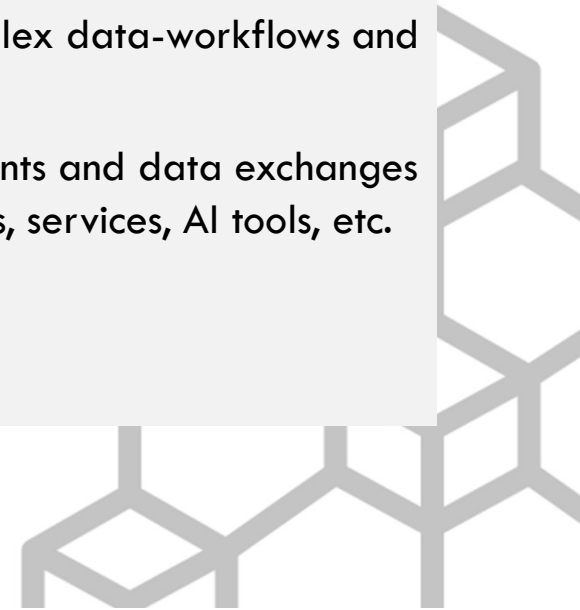 lex data-workflows and
nts and data exchanges
s, services, AI tools, etc.